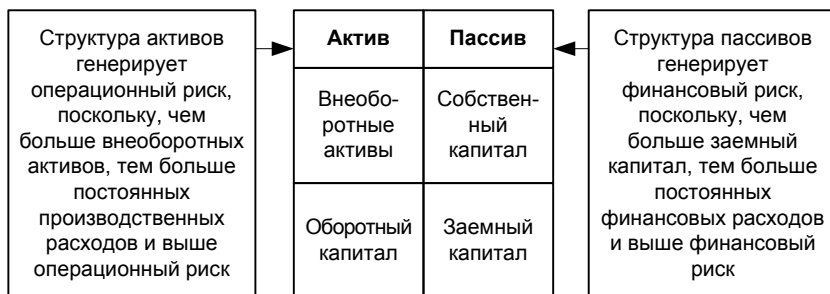 Структура активов
генерирует
операционный риск,
поскольку, чем
больше внеоборотных
активов, тем больше
постоянных
производственных
расходов и выше
операционный риск
Актив
Пассив
Внеобо-
ротные
активы
Собствен-
ный
капитал
Оборотный
капитал
Заемный
капитал
Структура пассивов
генерирует
финансовый риск,
поскольку, чем
больше заемный
капитал, тем больше
постоянных
финансовых расходов
и выше финансовый
риск